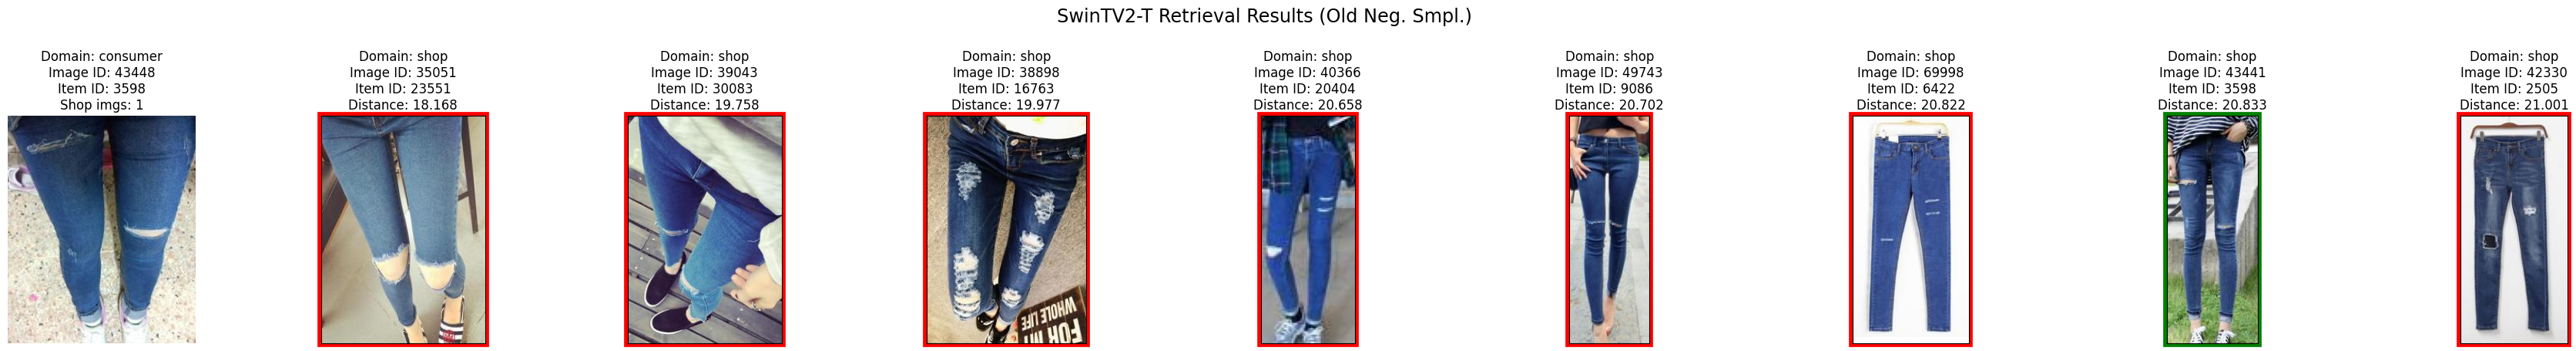 SwinTV2-T Retrieval Results (Old Neg. Smpl.)
Domain: consumer
Image ID: 43448
Item ID: 3598
Shop imgs: 1
Domain: shop
Image ID: 35051
Item ID: 23551
Distance: 18.168
Domain: shop
Image ID: 39043
Item ID: 30083
Distance: 19.758
Domain: shop
Image ID: 38898
Item ID: 16763
Distance: 19.977
WHOLE LIFE
FOR MY
Domain: shop
Image ID: 40366
Item ID: 20404
Distance: 20.658
Domain: shop
Image ID: 49743
Item ID: 9086
Distance: 20.702
Domain: shop
Image ID: 69998
Item ID: 6422
Distance: 20.822
Domain: shop
Image ID: 43441
Item ID: 3598
Distance: 20.833
Domain: shop
Image ID: 42330
Item ID: 2505
Distance: 21.001